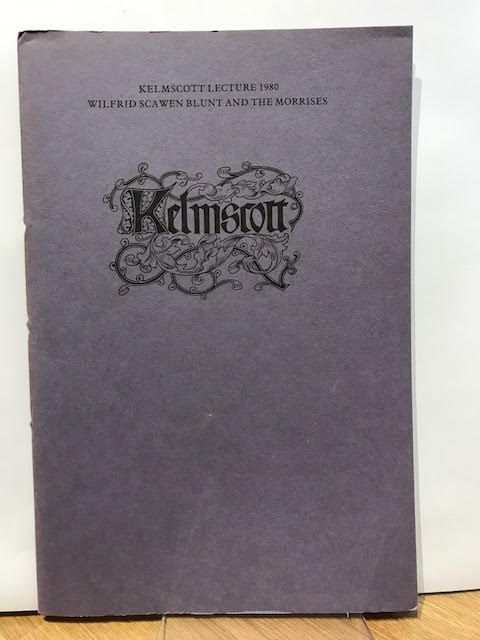 KELMSCOTT LECTURE 1980
WILFRID SCAWEN BLUNT AND THE MORRISES
Kelmscott